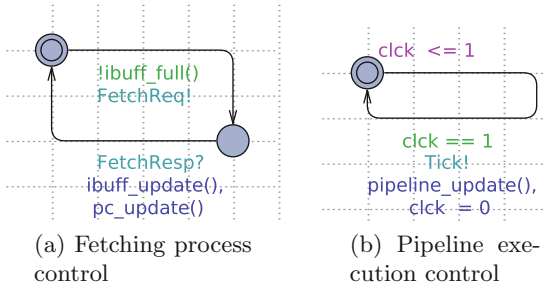 !ibuff_full()
FetchReq!
FetchResp?
ibuff_update(),
pc_update()
(a) Fetching process
control
clck <= 1
clck == 1
Tick!
pipeline_update(),
clck = 0
(b) Pipeline exe-
cution control